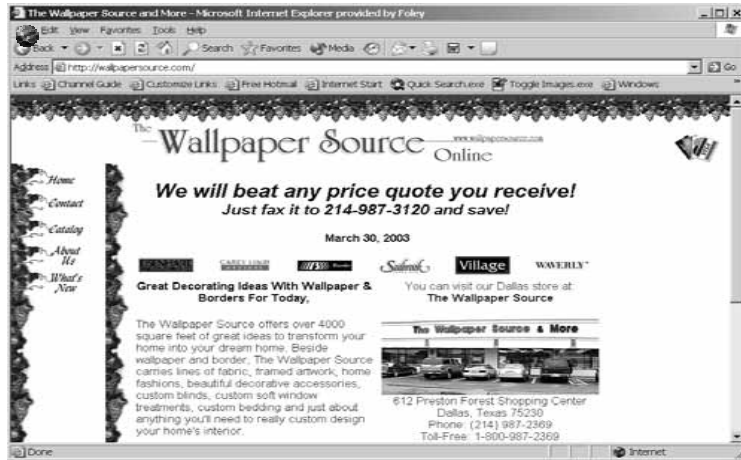 The Wallpaper Source and More - Microsoft Internet Explorer provided by Foley
Edit View Favorites Tools Help
Back Search Favorites Media
Address http://wallpapersource.com/ Go
Links Channel Guide Customize Links Free Hotmail Internet Start Quick Search.exe Toggle Images.exe Windows
The Wallpaper Source Online
www.wallpapersource.com
Home
Contact
Catalog
About Us
What's New
We will beat any price quote you receive!
Just fax it to 214-987-3120 and save!
March 30, 2003
Seabrook Village WAVERLY
Great Decorating Ideas With Wallpaper &
Borders For Today,
The Wallpaper Source offers over 4000
square feet of great ideas to transform your
home into your dream home. Beside
wallpaper and border, The Wallpaper Source
carries lines of fabric, framed artwork, home
fashions, beautiful decorative accessories,
custom blinds, custom soft window
treatments, custom bedding and just about
anything you'll need to really custom design
your home's interior.
You can visit our Dallas store at:
The Wallpaper Source
The Wallpaper Source & More
612 Preston Forest Shopping Center
Dallas, Texas 75230
Phone: (214) 987-2369
Toll-Free: 1-800-987-2369
Done Internet